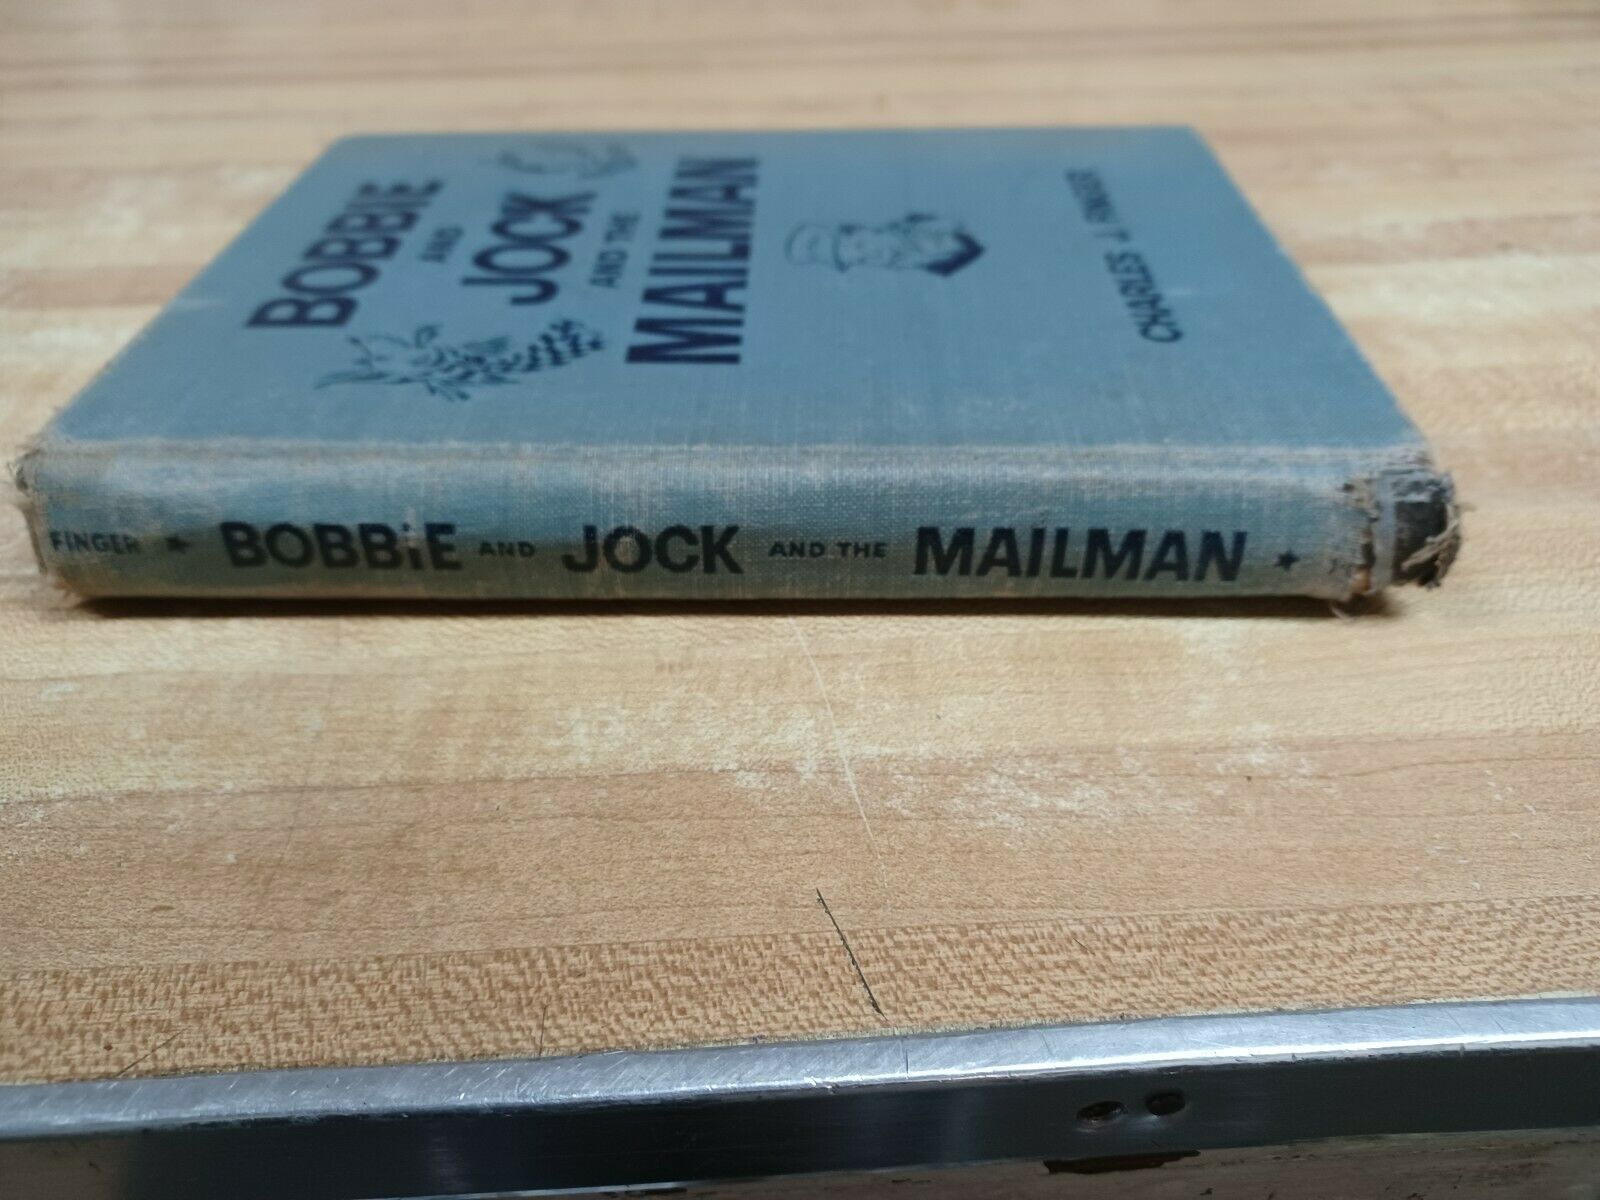 BOBBIE
AND
JOCK
AND THE
MAILMAN
CHARLES J. FINGER
FINGER ★ BOBBiE AND JOCK AND THE MAILMAN ★